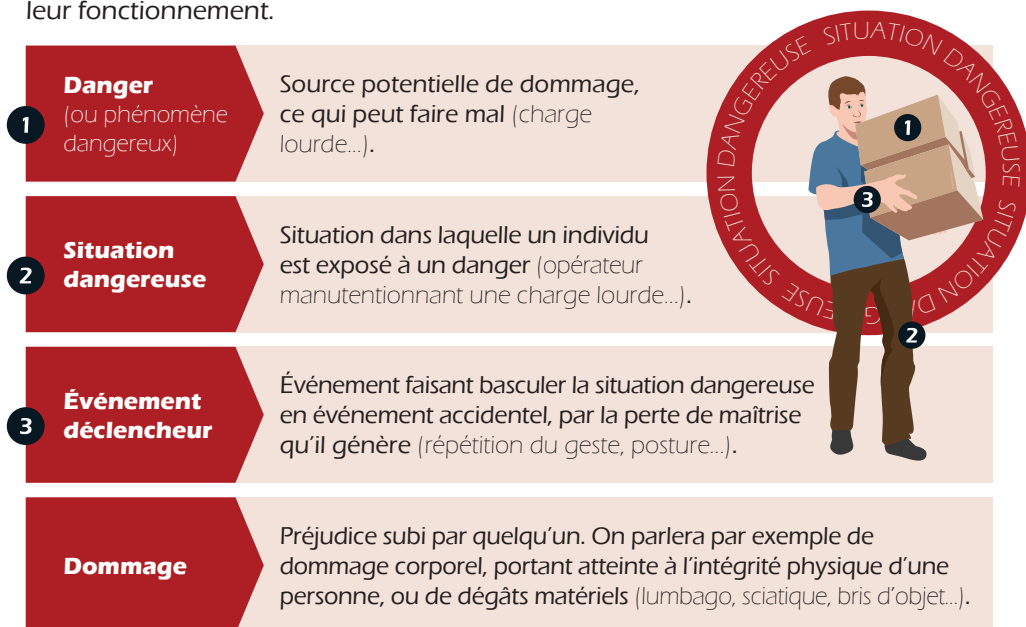 leur fonctionnement.
1
Danger
(ou phénomène
dangereux)
Source potentielle de dommage,
ce qui peut faire mal (charge
lourde...).
2
Situation
dangereuse
Situation dans laquelle un individu
est exposé à un danger (opérateur
manutentionnant une charge lourde...).
3
Événement
déclencheur
Événement faisant basculer la situation dangereuse
en événement accidentel, par la perte de maîtrise
qu'il génère (répétition du geste, posture...).
Dommage
Préjudice subi par quelqu'un. On parlera par exemple de
dommage corporel, portant atteinte à l'intégrité physique d'une
personne, ou de dégâts matériels (lumbago, sciatique, bris d'objet...).
SITUATION DANGEREUSE SITUATION DANGEREUSE SITUATION DANGEREUSE
1
3
2